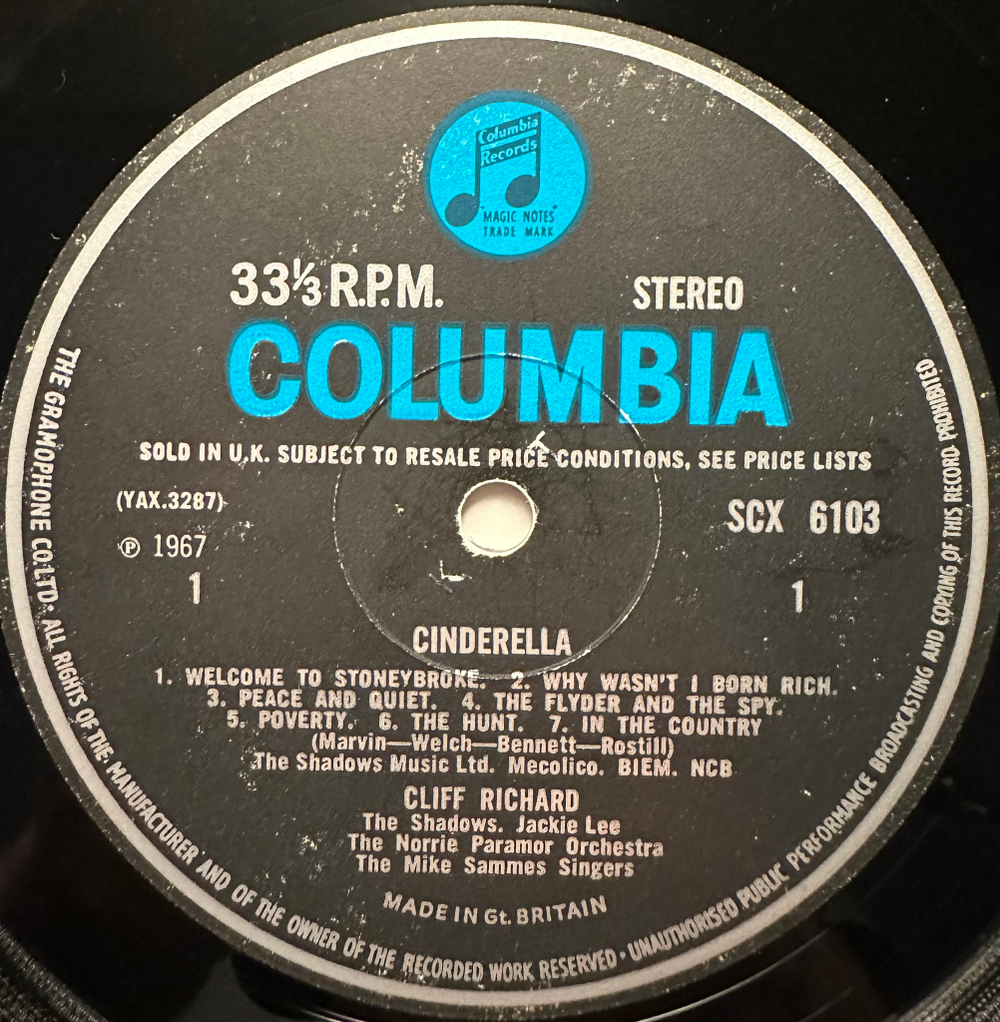 Columbia
Records
"MAGIC NOTES"
TRADE MARK
33⅓ R.P.M. STEREO
COLUMBIA
SOLD IN U.K. SUBJECT TO RESALE PRICE CONDITIONS, SEE PRICE LISTS
(YAX.3287) SCX 6103
℗ 1967
1 1
CINDERELLA
1. WELCOME TO STONEYBROKE. 2. WHY WASN'T I BORN RICH.
3. PEACE AND QUIET. 4. THE FLYDER AND THE SPY.
5. POVERTY. 6. THE HUNT. 7. IN THE COUNTRY
(Marvin—Welch—Bennett—Rostill)
The Shadows Music Ltd. Mecolico. BIEM. NCB
CLIFF RICHARD
The Shadows. Jackie Lee
The Norrie Paramor Orchestra
The Mike Sammes Singers
MADE IN Gt. BRITAIN
THE GRAMOPHONE CO. LTD · ALL RIGHTS OF THE MANUFACTURER AND OF THE OWNER OF THE RECORDED WORK RESERVED · UNAUTHORISED PUBLIC PERFORMANCE BROADCASTING AND COPYING OF THIS RECORD PROHIBITED